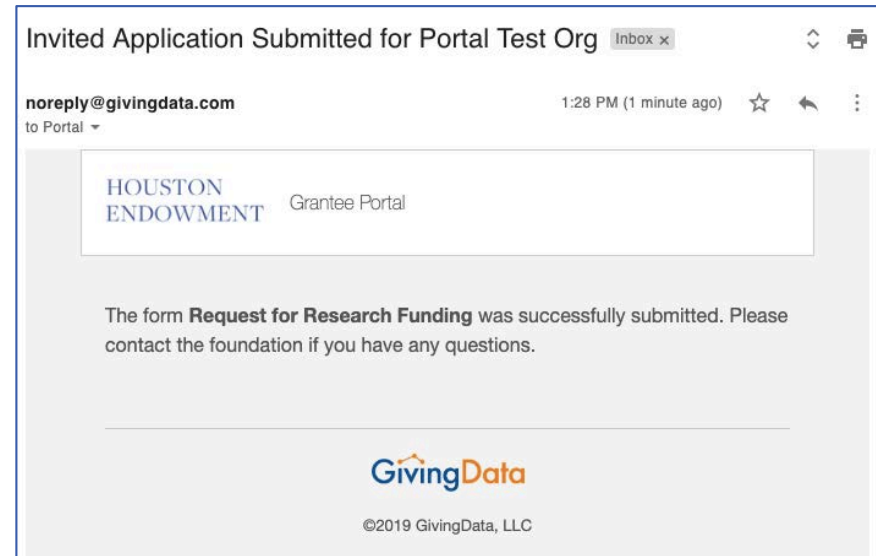 Invited Application Submitted for Portal Test Org Inbox x
noreply@givingdata.com 1:28 PM (1 minute ago)
to Portal
HOUSTON
ENDOWMENT
Grantee Portal
The form Request for Research Funding was successfully submitted. Please
contact the foundation if you have any questions.
GivingData
©2019 GivingData, LLC